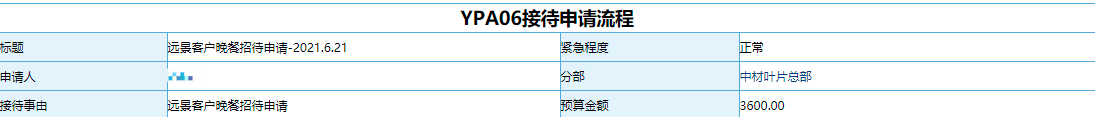 YPA06接待申请流程
标题 远景客户晚餐招待申请-2021.6.21 紧急程度 正常
申请人 分部 中材叶片总部
接待事由 远景客户晚餐招待申请 预算金额 3600.00